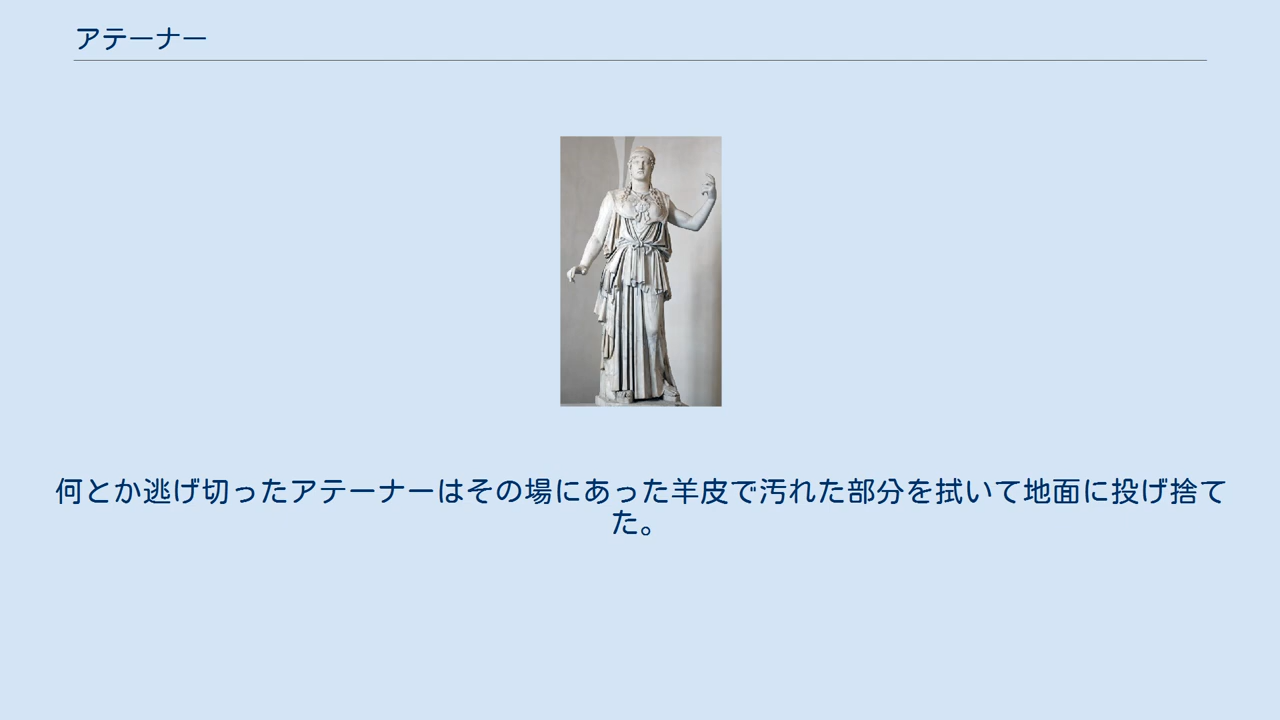 アテーナー
何とか逃げ切ったアテーナーはその場にあった羊皮で汚れた部分を拭いて地面に投げ捨て
た。